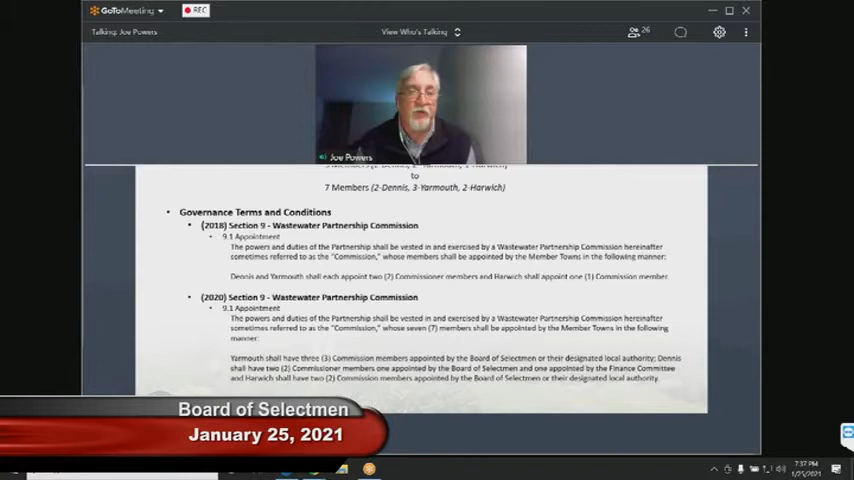 GoToMeeting
REC
Talking: Joe Powers
View Who's Talking
26
Joe Powers
to
7 Members (2-Dennis, 3-Yarmouth, 2-Harwich)
• Governance Terms and Conditions
• (2018) Section 9 - Wastewater Partnership Commission
• 9.1 Appointment
The powers and duties of the Partnership shall be vested in and exercised by a Wastewater Partnership Commission hereinafter
sometimes referred to as the "Commission," whose members shall be appointed by the Member Towns in the following manner:
Dennis and Yarmouth shall each appoint two (2) Commissioner members and Harwich shall appoint one (1) Commission member.
• (2020) Section 9 - Wastewater Partnership Commission
• 9.1 Appointment
The powers and duties of the Partnership shall be vested in and exercised by a Wastewater Partnership Commission hereinafter
sometimes referred to as the "Commission," whose seven (7) members shall be appointed by the Member Towns in the following
manner:
Yarmouth shall have three (3) Commission members appointed by the Board of Selectmen or their designated local authority; Dennis
shall have two (2) Commissioner members one appointed by the Board of Selectmen and one appointed by the Finance Committee
and Harwich shall have two (2) Commission members appointed by the Board of Selectmen or their designated local authority.
Board of Selectmen
January 25, 2021
7:37 PM
1/25/2021